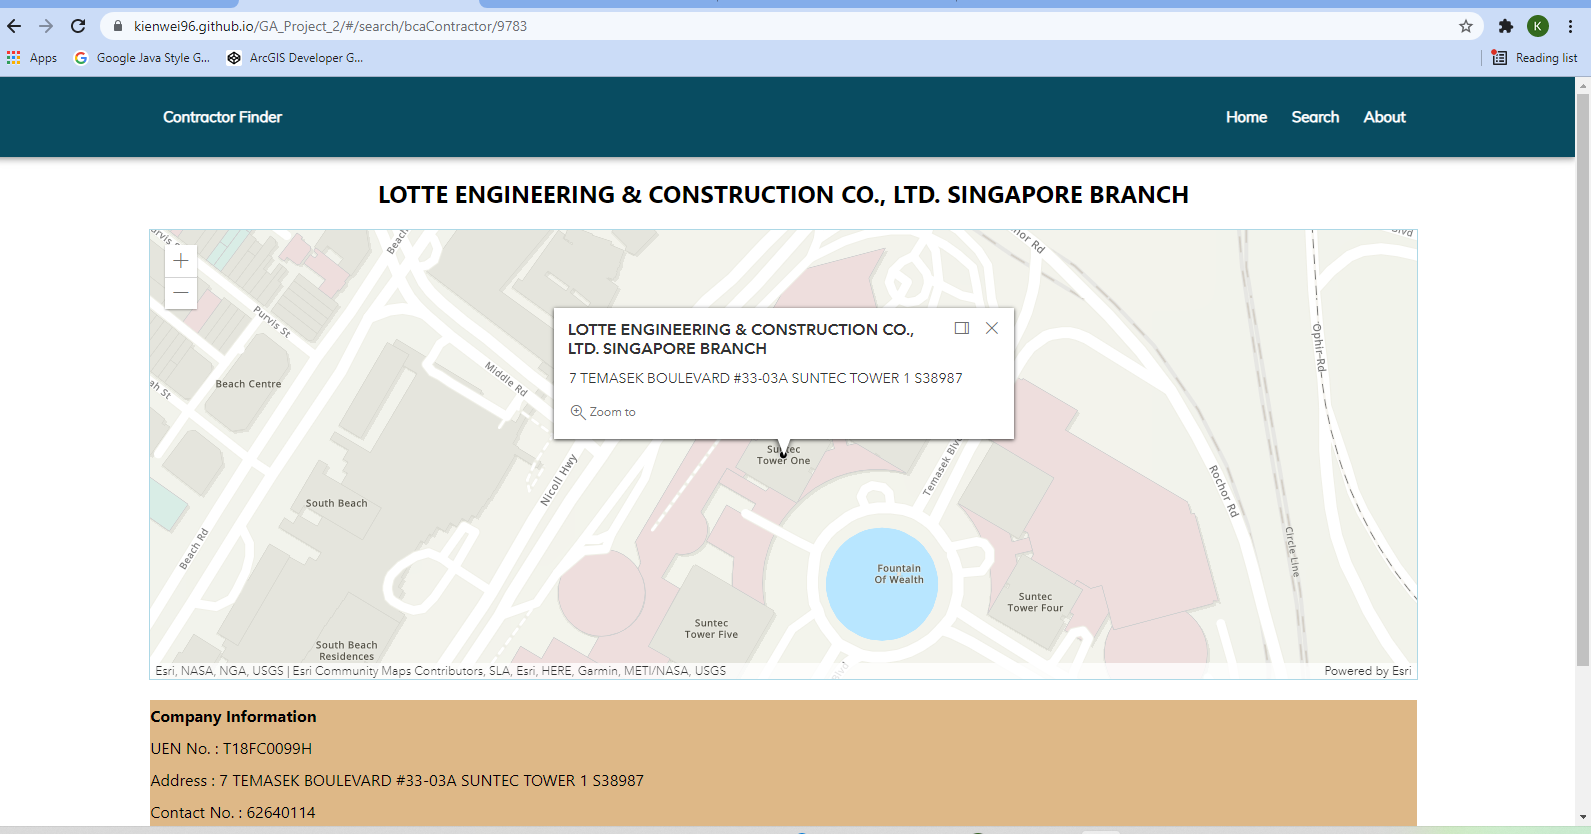 kienwei96.github.io/GA_Project_2/#/search/bcaContractor/9783
K
Apps
Google Java Style G...
ArcGIS Developer G...
Reading list
Contractor Finder
Home
Search
About
LOTTE ENGINEERING & CONSTRUCTION CO., LTD. SINGAPORE BRANCH
+
−
Purvis St
Beach Centre
Beach
Middle Rd
ah St
Nicoll Hwy
South Beach
Beach Rd
South Beach
Residences
LOTTE ENGINEERING & CONSTRUCTION CO.,
LTD. SINGAPORE BRANCH
7 TEMASEK BOULEVARD #33-03A SUNTEC TOWER 1 S38987
Zoom to
Suntec
Tower One
Temasek Blvd
hor Rd
Blvd
Ophir Rd
Rochor Rd
Circle Line
Fountain
Of Wealth
Suntec
Tower Four
Suntec
Tower Five
Esri, NASA, NGA, USGS | Esri Community Maps Contributors, SLA, Esri, HERE, Garmin, METI/NASA, USGS
Powered by Esri
Company Information
UEN No. : T18FC0099H
Address : 7 TEMASEK BOULEVARD #33-03A SUNTEC TOWER 1 S38987
Contact No. : 62640114